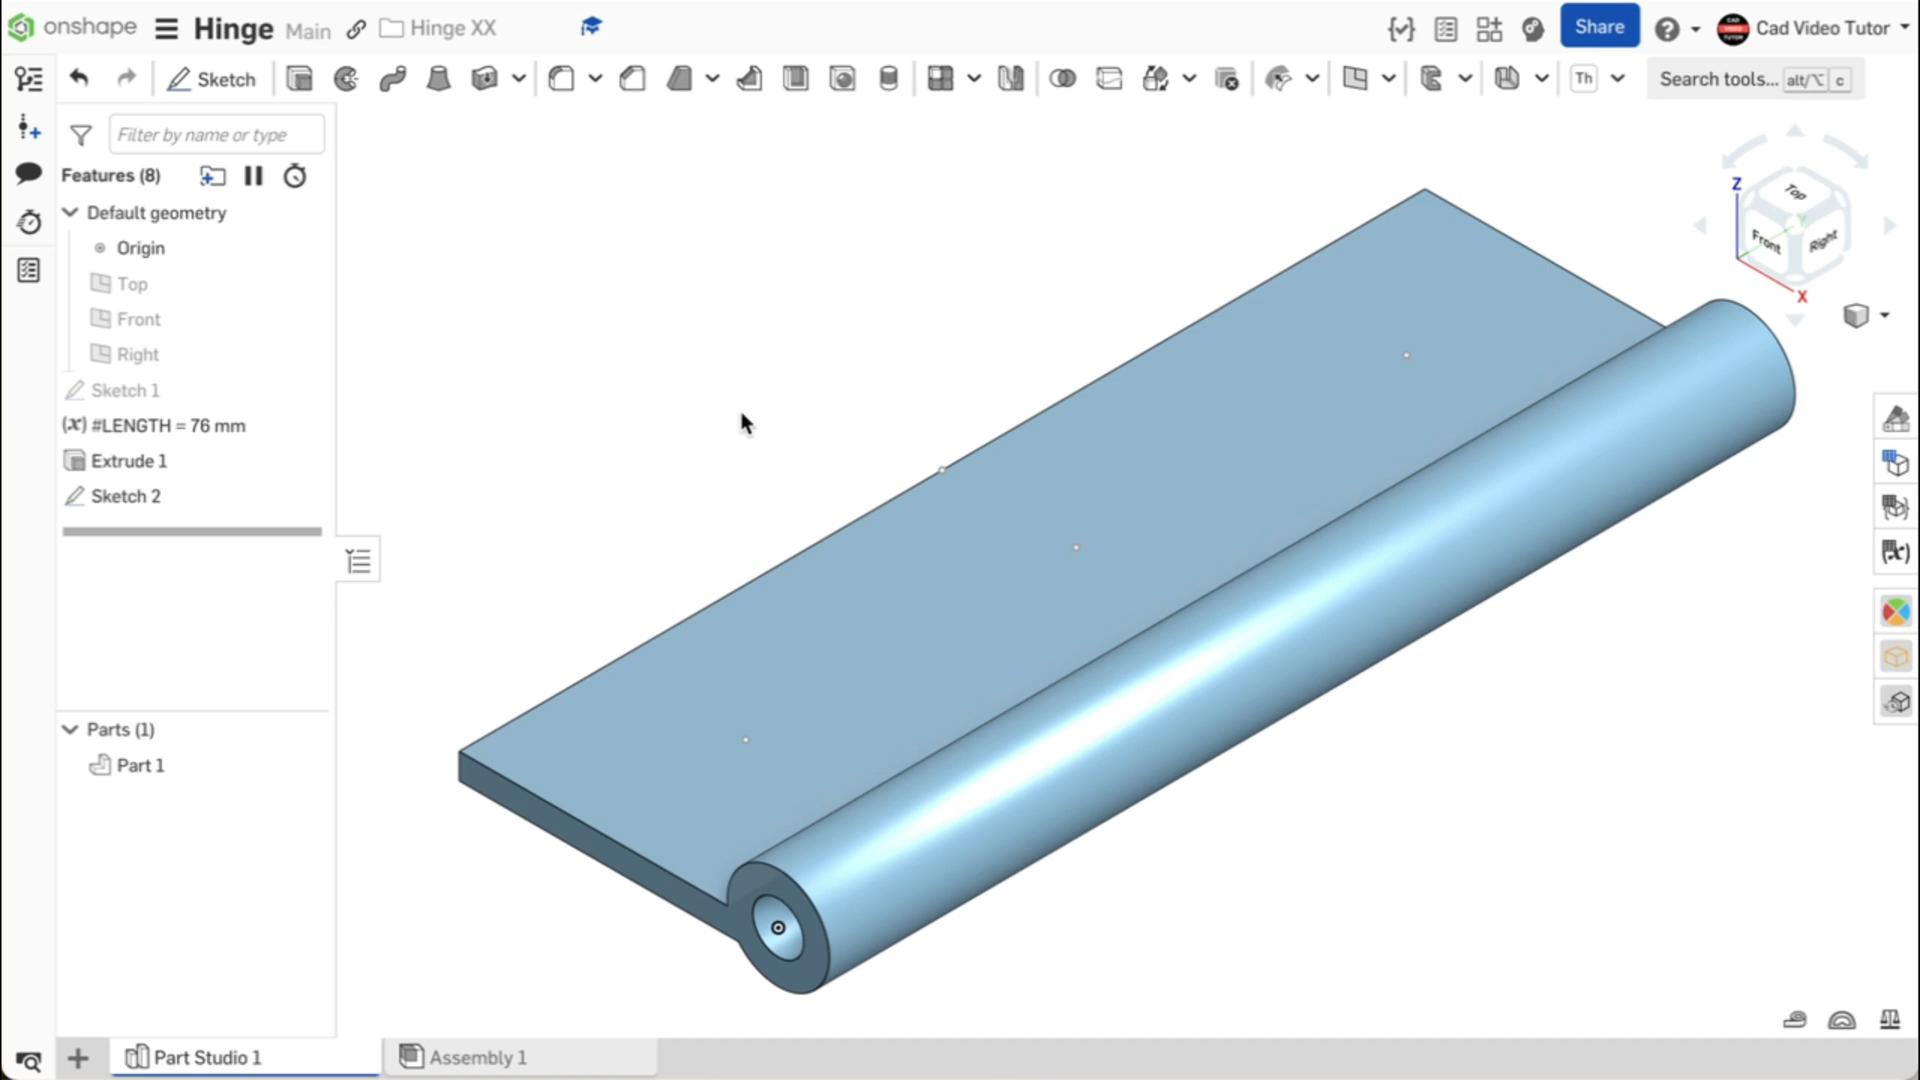 onshape Hinge Main Hinge XX Share Cad Video Tutor
Sketch Th Search tools... alt/⌥ c
Filter by name or type
Features (8)
Default geometry
Origin
Top
Front
Right
Sketch 1
(x) #LENGTH = 76 mm
Extrude 1
Sketch 2
Parts (1)
Part 1
Z
Top
Front
Right
X
Part Studio 1
Assembly 1